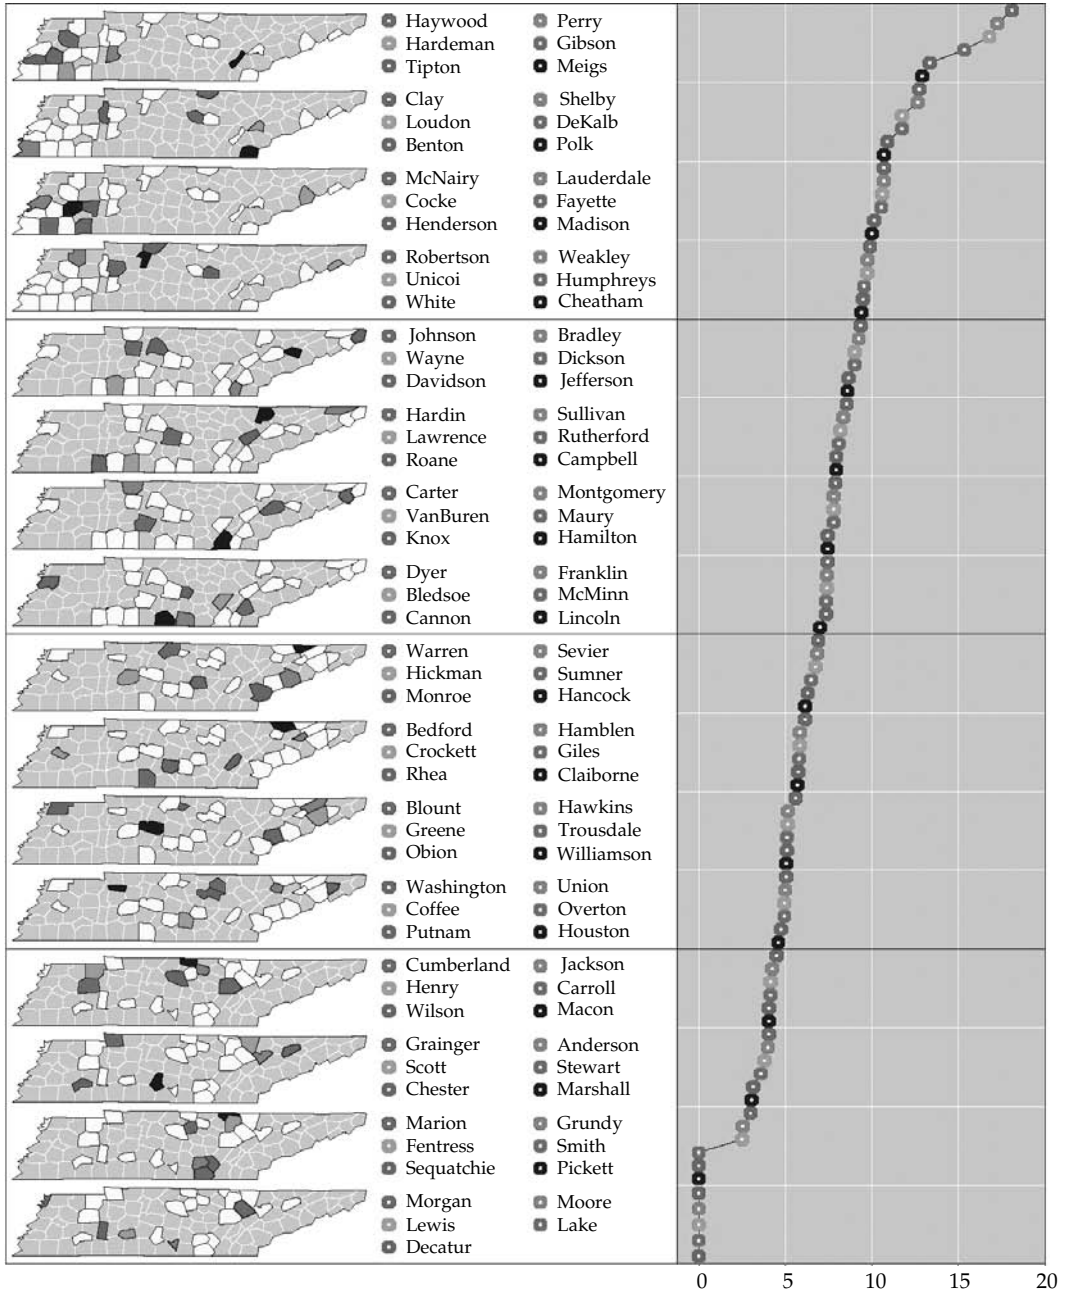 Haywood Perry
Hardeman Gibson
Tipton Meigs
Clay Shelby
Loudon DeKalb
Benton Polk
McNairy Lauderdale
Cocke Fayette
Henderson Madison
Robertson Weakley
Unicoi Humphreys
White Cheatham
Johnson Bradley
Wayne Dickson
Davidson Jefferson
Hardin Sullivan
Lawrence Rutherford
Roane Campbell
Carter Montgomery
VanBuren Maury
Knox Hamilton
Dyer Franklin
Bledsoe McMinn
Cannon Lincoln
Warren Sevier
Hickman Sumner
Monroe Hancock
Bedford Hamblen
Crockett Giles
Rhea Claiborne
Blount Hawkins
Greene Trousdale
Obion Williamson
Washington Union
Coffee Overton
Putnam Houston
Cumberland Jackson
Henry Carroll
Wilson Macon
Grainger Anderson
Scott Stewart
Chester Marshall
Marion Grundy
Fentress Smith
Sequatchie Pickett
Morgan Moore
Lewis Lake
Decatur
0 5 10 15 20